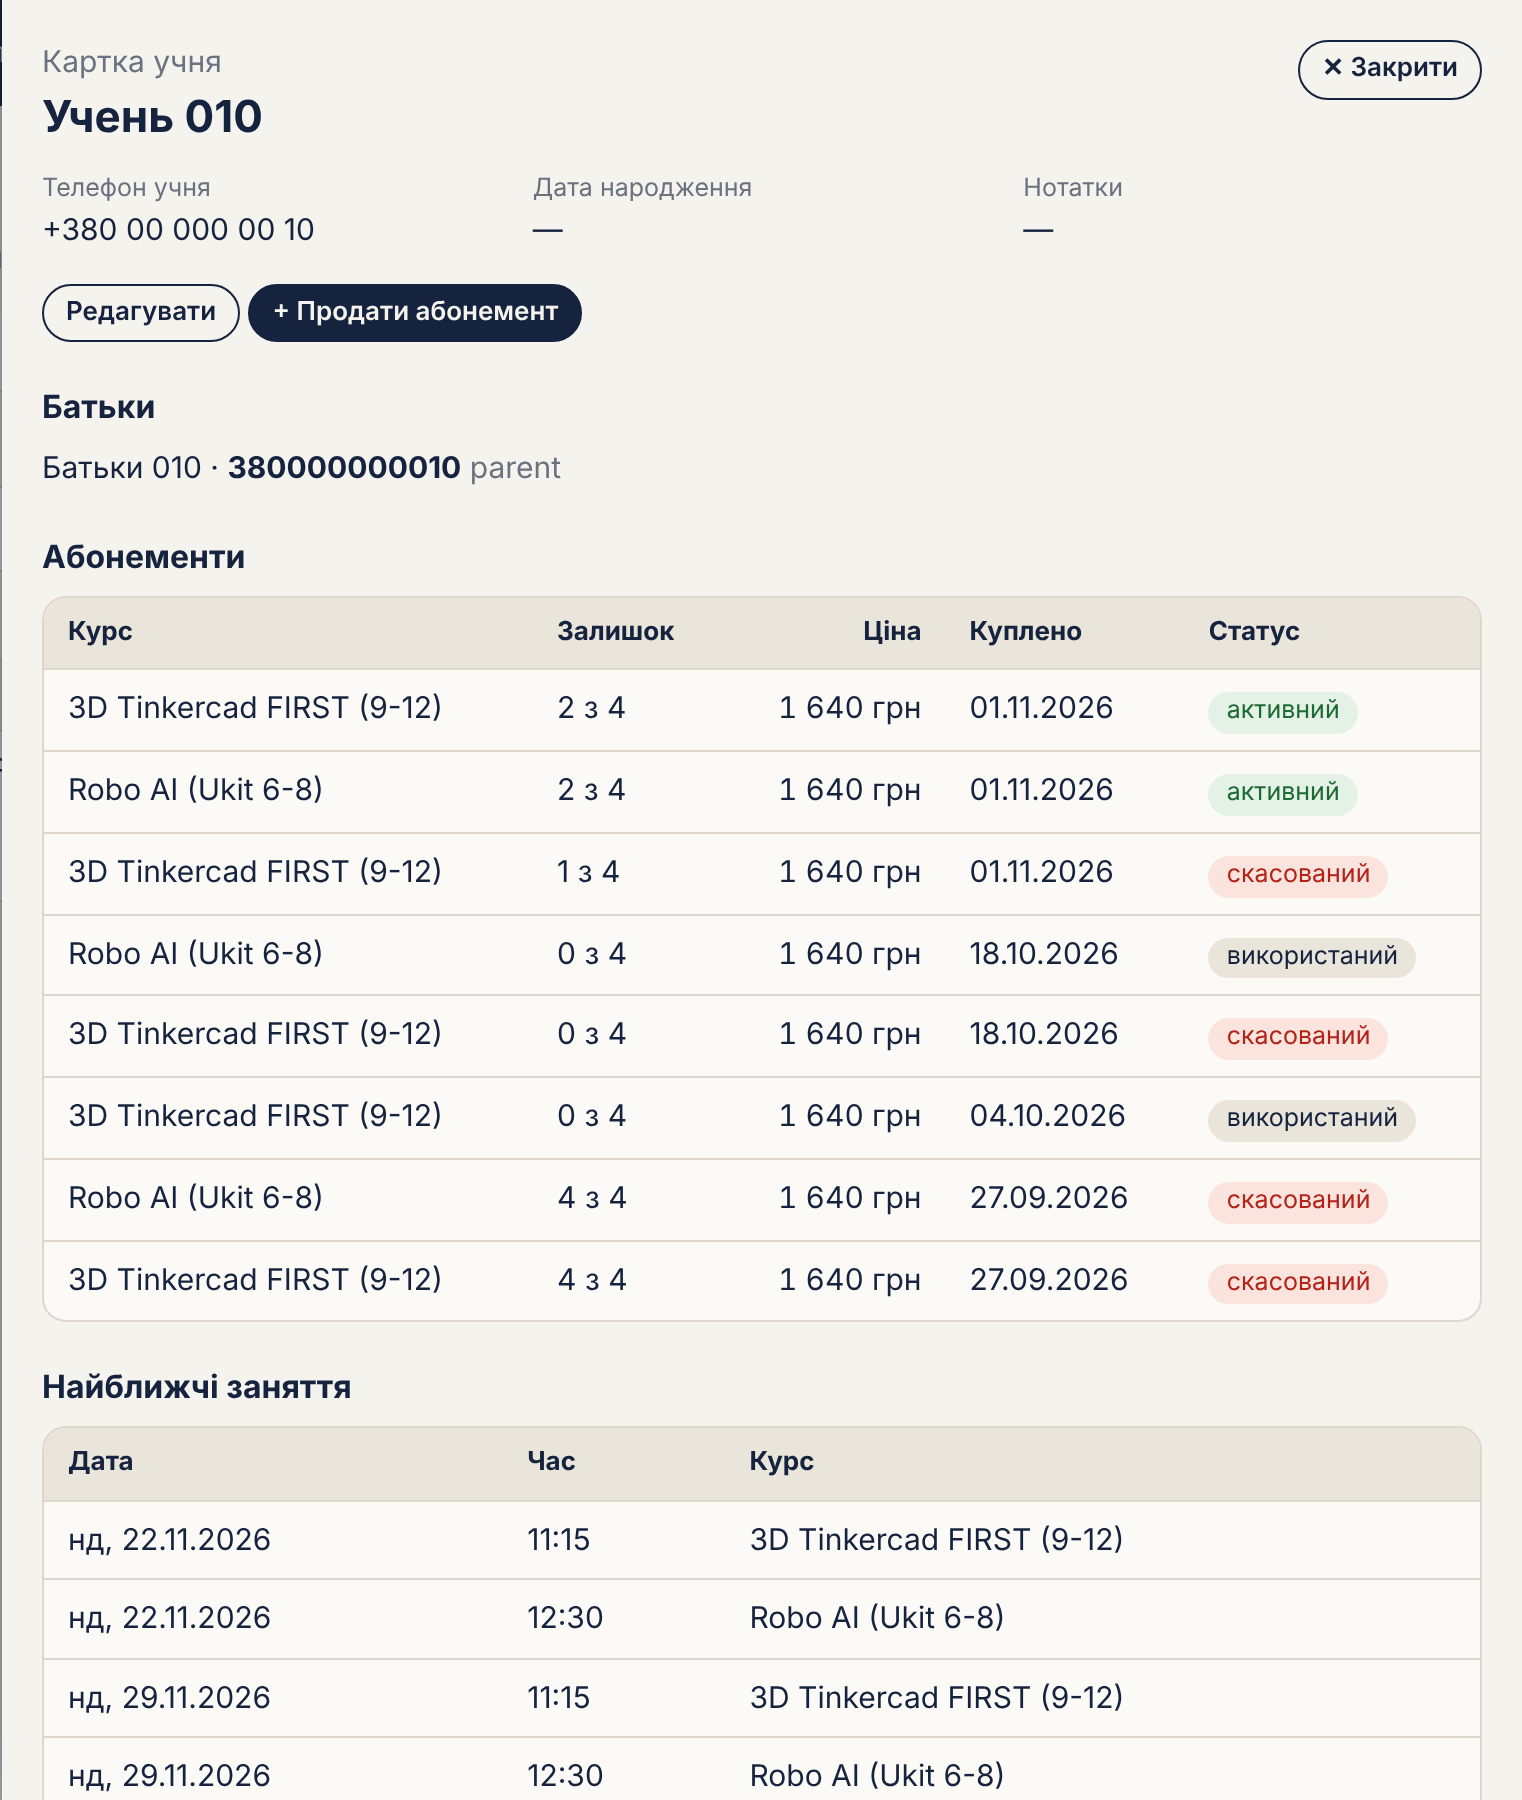 Картка учня
✕ Закрити
Учень 010
Телефон учня Дата народження Нотатки
+380 00 000 00 10 — —
Редагувати + Продати абонемент
Батьки
Батьки 010 · 380000000010 parent
Абонементи
Курс Залишок Ціна Куплено Статус
3D Tinkercad FIRST (9-12) 2 з 4 1 640 грн 01.11.2026 активний
Robo AI (Ukit 6-8) 2 з 4 1 640 грн 01.11.2026 активний
3D Tinkercad FIRST (9-12) 1 з 4 1 640 грн 01.11.2026 скасований
Robo AI (Ukit 6-8) 0 з 4 1 640 грн 18.10.2026 використаний
3D Tinkercad FIRST (9-12) 0 з 4 1 640 грн 18.10.2026 скасований
3D Tinkercad FIRST (9-12) 0 з 4 1 640 грн 04.10.2026 використаний
Robo AI (Ukit 6-8) 4 з 4 1 640 грн 27.09.2026 скасований
3D Tinkercad FIRST (9-12) 4 з 4 1 640 грн 27.09.2026 скасований
Найближчі заняття
Дата Час Курс
нд, 22.11.2026 11:15 3D Tinkercad FIRST (9-12)
нд, 22.11.2026 12:30 Robo AI (Ukit 6-8)
нд, 29.11.2026 11:15 3D Tinkercad FIRST (9-12)
нд, 29.11.2026 12:30 Robo AI (Ukit 6-8)